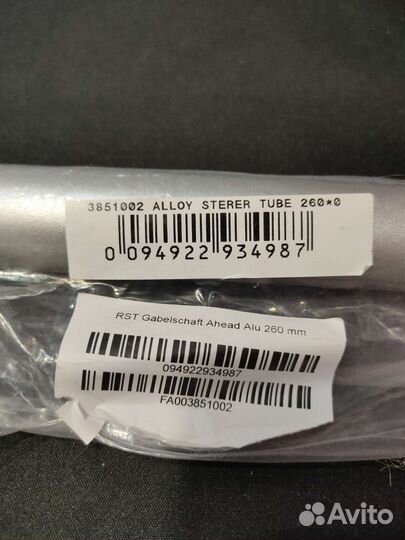 3851002 ALLOY STERER TUBE 260*0
0 094922 934987
RST Gabelschaft Ahead Alu 260 mm
094922934987
FA003851002
Avito